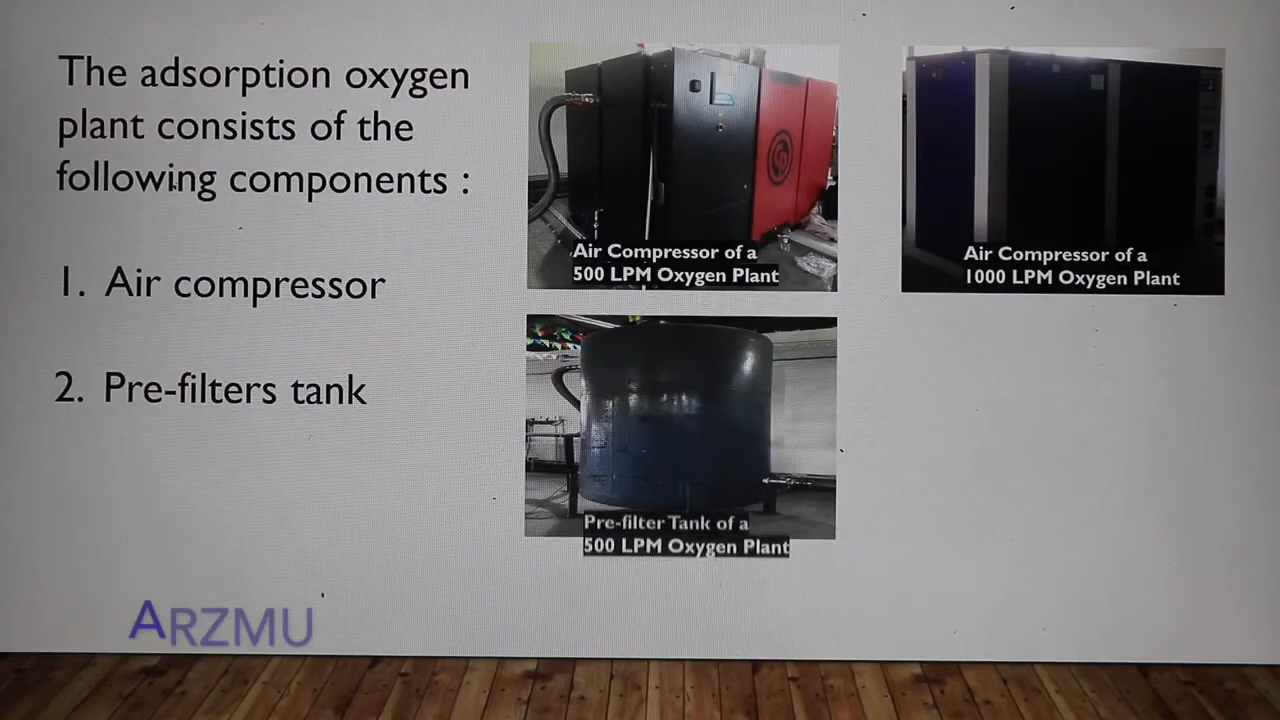 The adsorption oxygen
plant consists of the
following components :
1. Air compressor
2. Pre-filters tank
Air Compressor of a
500 LPM Oxygen Plant
Air Compressor of a
1000 LPM Oxygen Plant
Pre-filter Tank of a
500 LPM Oxygen Plant
ARZMU